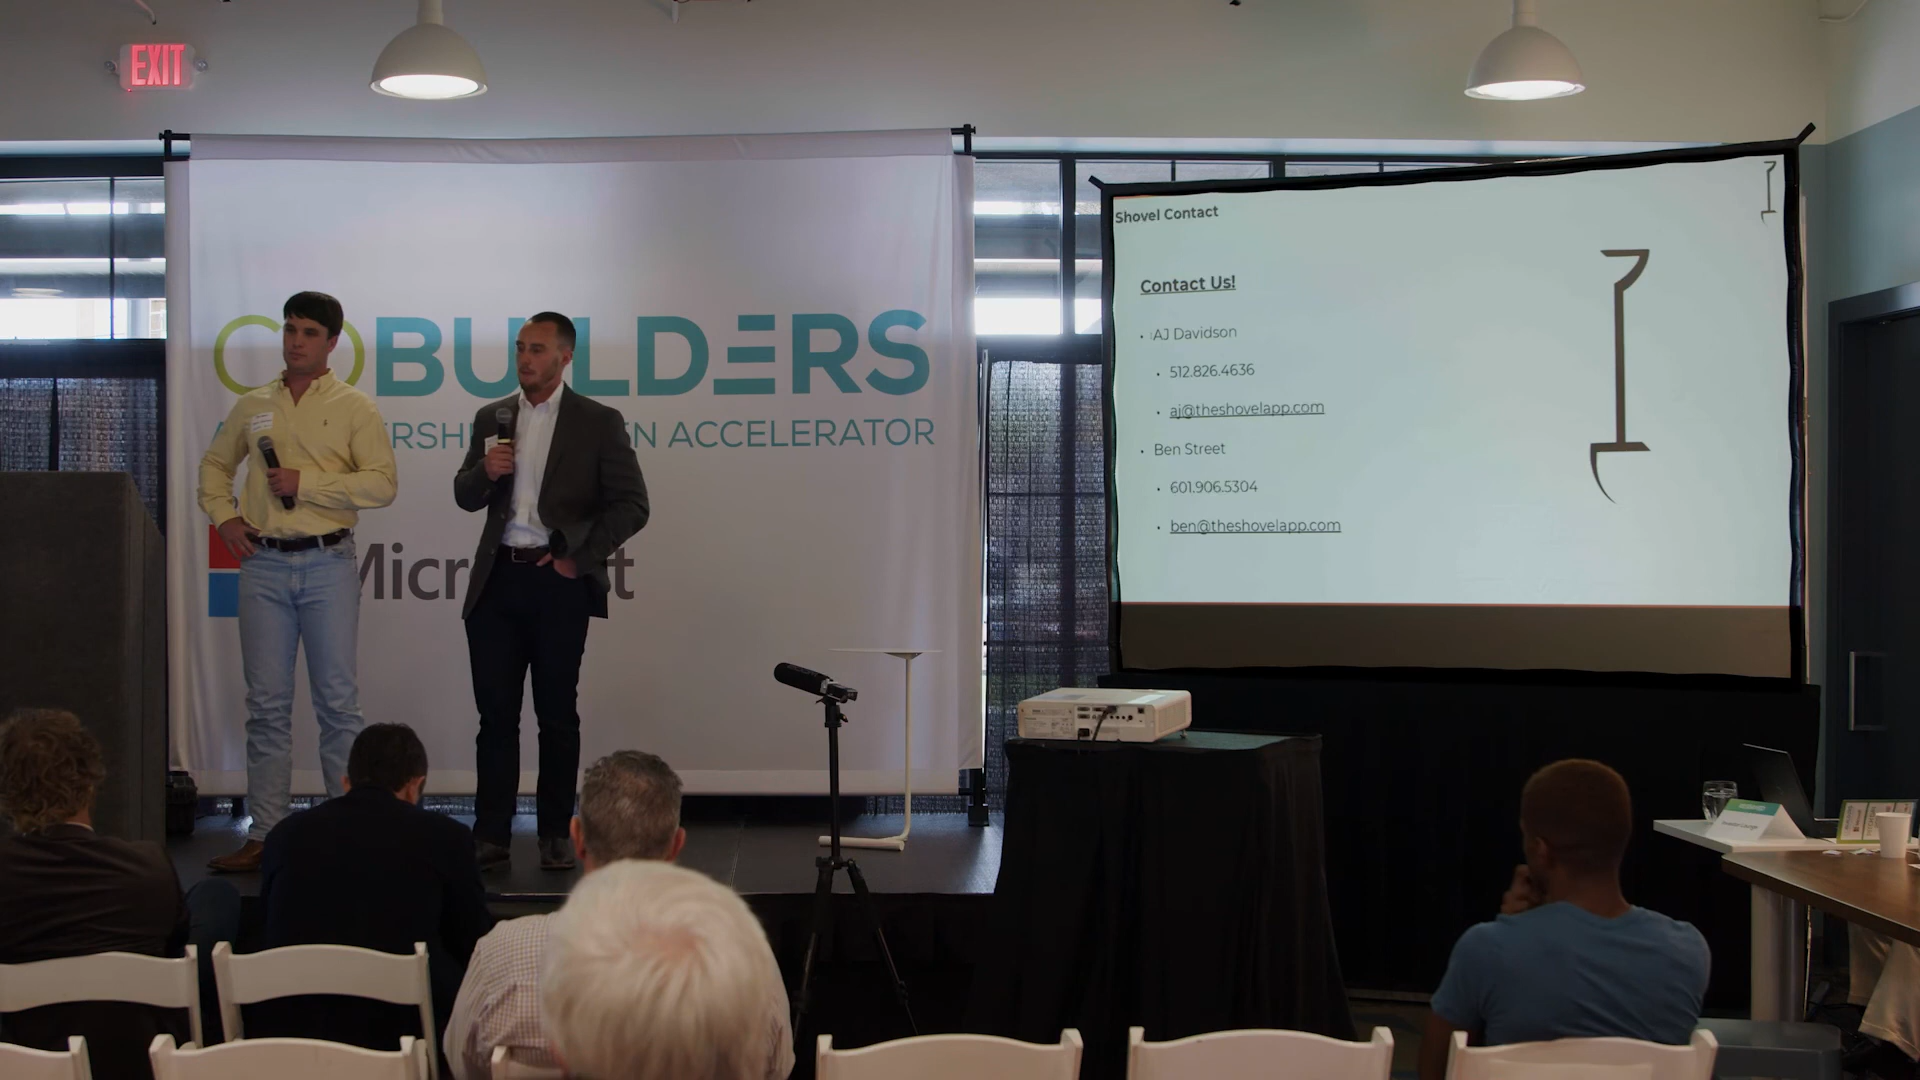 EXIT
COBUILDERS
ACCELERATOR
Shovel Contact
Contact Us!
• AJ Davidson
• 512.826.4636
• aj@theshovelapp.com
• Ben Street
• 601.906.5304
• ben@theshovelapp.com